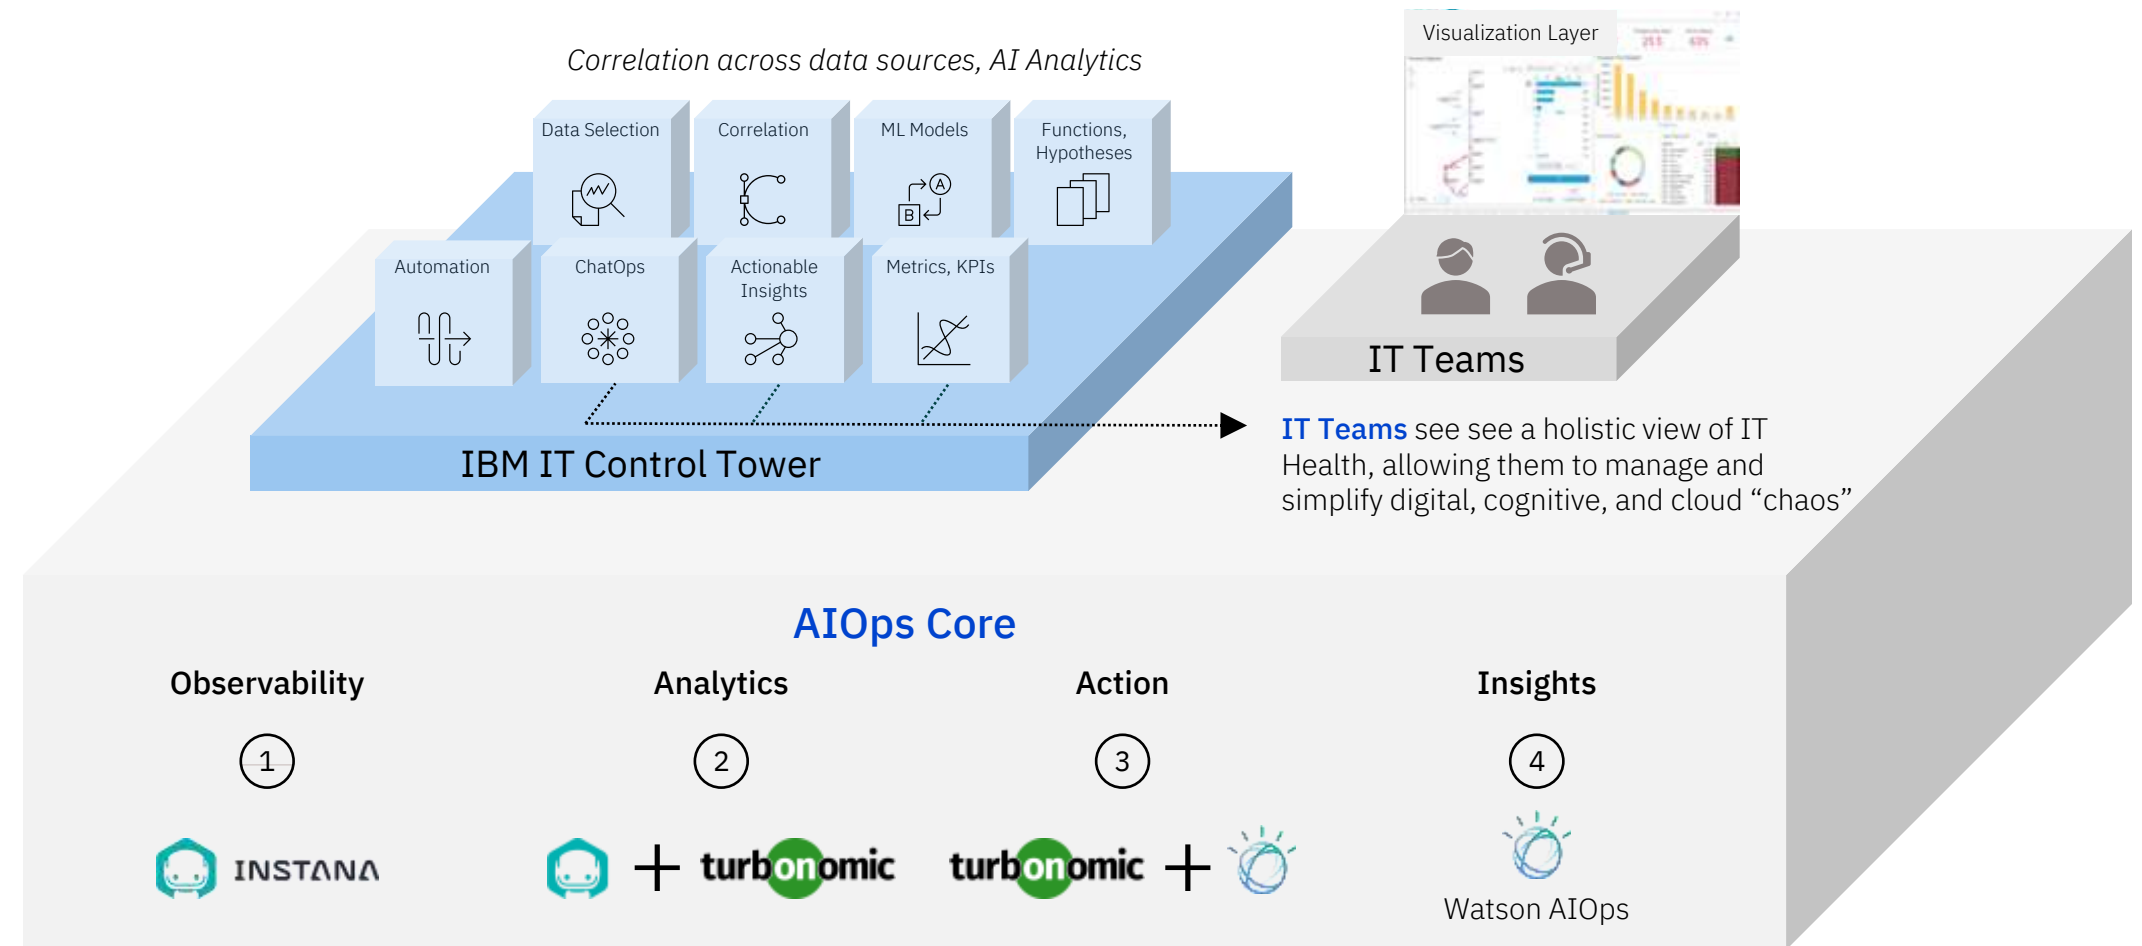 Correlation across data sources, AI Analytics
Visualization Layer
Data Selection
Correlation
ML Models
Functions,
Hypotheses
A
B
Automation
ChatOps
Actionable
Insights
Metrics, KPIs
IBM IT Control Tower
IT Teams
IT Teams see see a holistic view of IT
Health, allowing them to manage and
simplify digital, cognitive, and cloud “chaos”
AIOps Core
Observability
Analytics
Action
Insights
1
2
3
4
INSTANA
+ turbonomic
turbonomic +
Watson AIOps